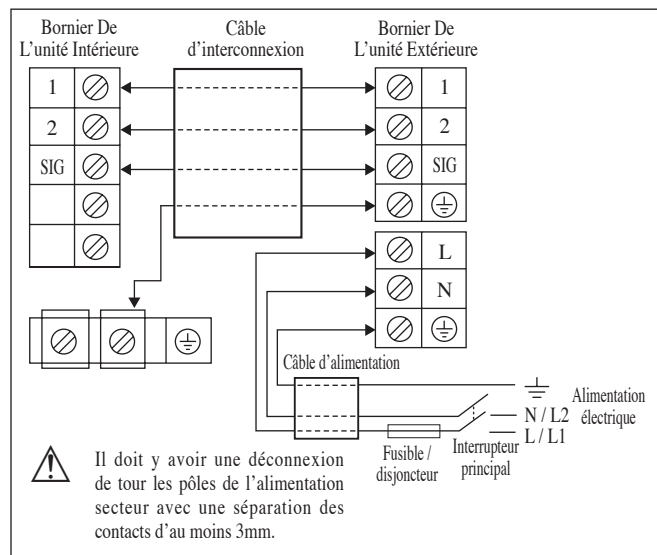 Bornier De
L'unité Intérieure
Câble
d'interconnexion
Bornier De
L'unité Extérieure
1
2
SIG
1
2
SIG
L
N
Câble d'alimentation
Alimentation
électrique
N / L2
L / L1
Fusible /
disjoncteur
Interrupteur
principal
Il doit y avoir une déconnexion
de tour les pôles de l'alimentation
secteur avec une séparation des
contacts d'au moins 3mm.